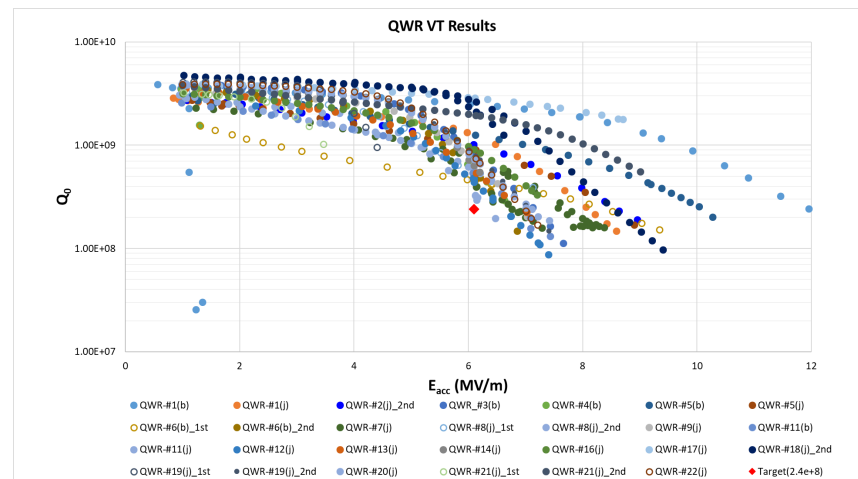 QWR VT Results
1.00E+10
1.00E+09
1.00E+08
1.00E+07
Q0
0 2 4 6 8 10 12
Eacc (MV/m)
QWR-#1(b) QWR-#1(j) QWR-#2(j)_2nd QWR_#3(b) QWR-#4(b) QWR-#5(b) QWR-#5(j)
QWR-#6(b)_1st QWR-#6(b)_2nd QWR-#7(j) QWR-#8(j)_1st QWR-#8(j)_2nd QWR-#9(j) QWR-#11(b)
QWR-#11(j) QWR-#12(j) QWR-#13(j) QWR-#14(j) QWR-#16(j) QWR-#17(j) QWR-#18(j)_2nd
QWR-#19(j)_1st QWR-#19(j)_2nd QWR-#20(j) QWR-#21(j)_1st QWR-#21(j)_2nd QWR-#22(j) Target(2.4e+8)